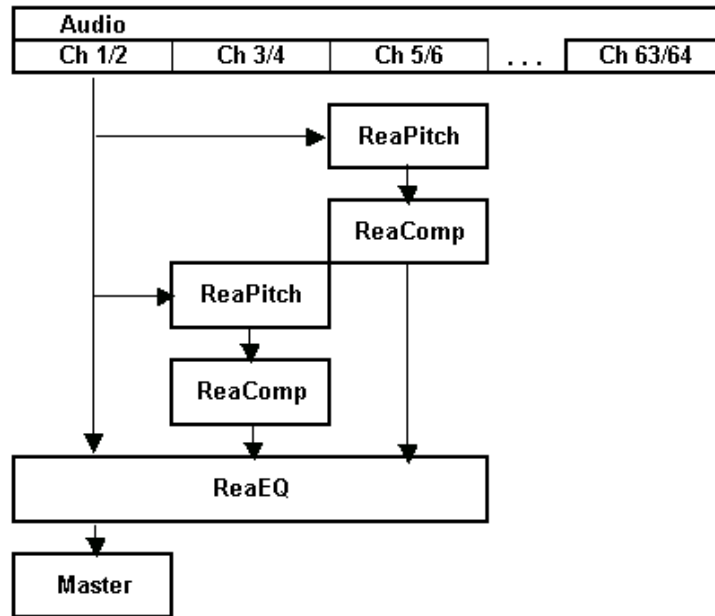 Audio
Ch 1/2 Ch 3/4 Ch 5/6 . . . Ch 63/64
ReaPitch
ReaComp
ReaPitch
ReaComp
ReaEQ
Master